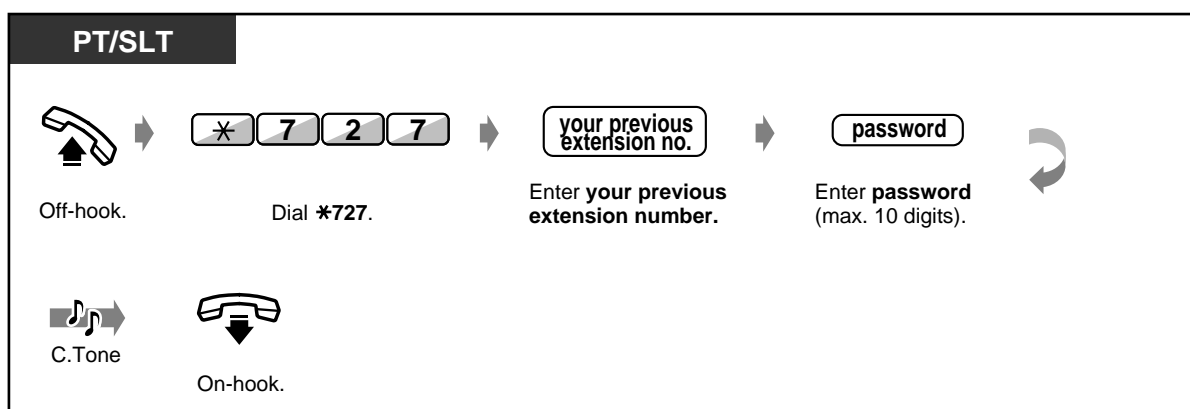 PT/SLT
✳ 7 2 7
your previous
extension no.
password
Off-hook.
Dial ✳727.
Enter your previous
extension number.
Enter password
(max. 10 digits).
C.Tone
On-hook.